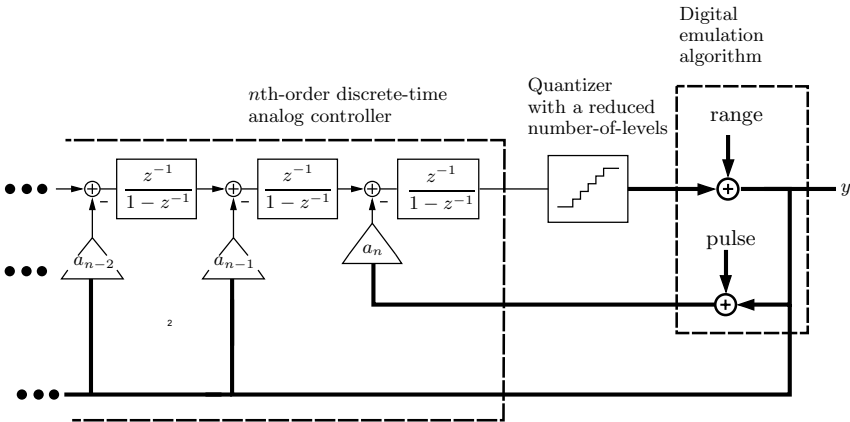 Digital
emulation
algorithm
nth-order discrete-time
analog controller
Quantizer
with a reduced
number-of-levels
range
z^{-1}
1 − z^{-1}
z^{-1}
1 − z^{-1}
z^{-1}
1 − z^{-1}
y
− − −
pulse
a_{n−2}
a_{n−1}
a_n
2